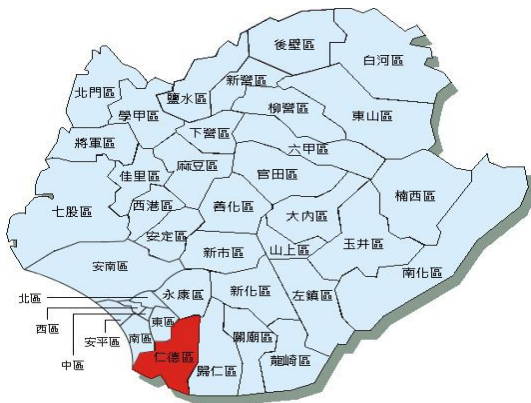 後壁區
白河區
新營區
北門區
鹽水區
學甲區
柳營區
東山區
下營區
將軍區
六甲區
麻豆區
佳里區
官田區
楠西區
西港區
七股區
善化區
大內區
安定區
玉井區
新市區
山上區
安南區
南化區
永康區
新化區
左鎮區
北區
東區
西區
關廟區
南區
安平區
仁德區
歸仁區
龍崎區
中區